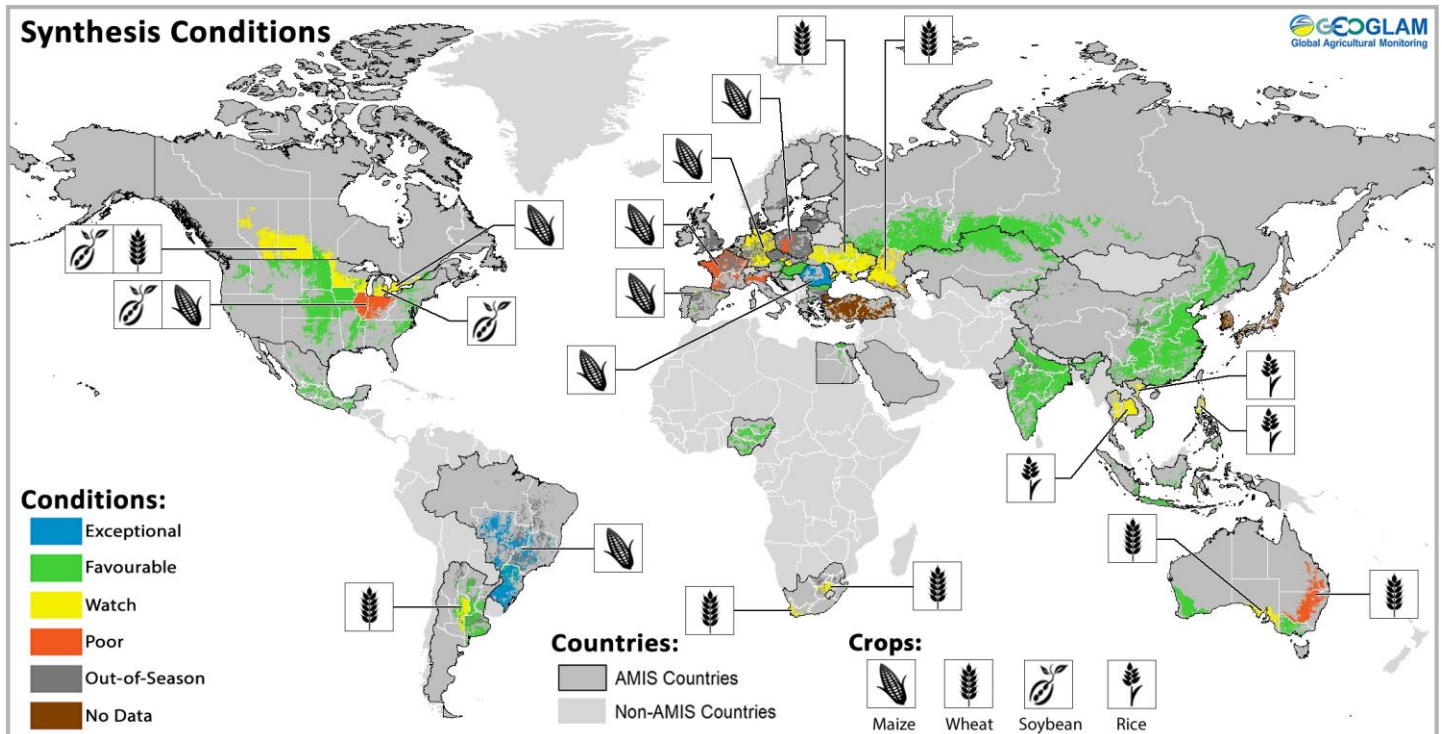 Synthesis Conditions
GEOGLAM
Global Agricultural Monitoring
Conditions:
Exceptional
Favourable
Watch
Poor
Out-of-Season
No Data
Countries:
AMIS Countries
Non-AMIS Countries
Crops:
Maize
Wheat
Soybean
Rice